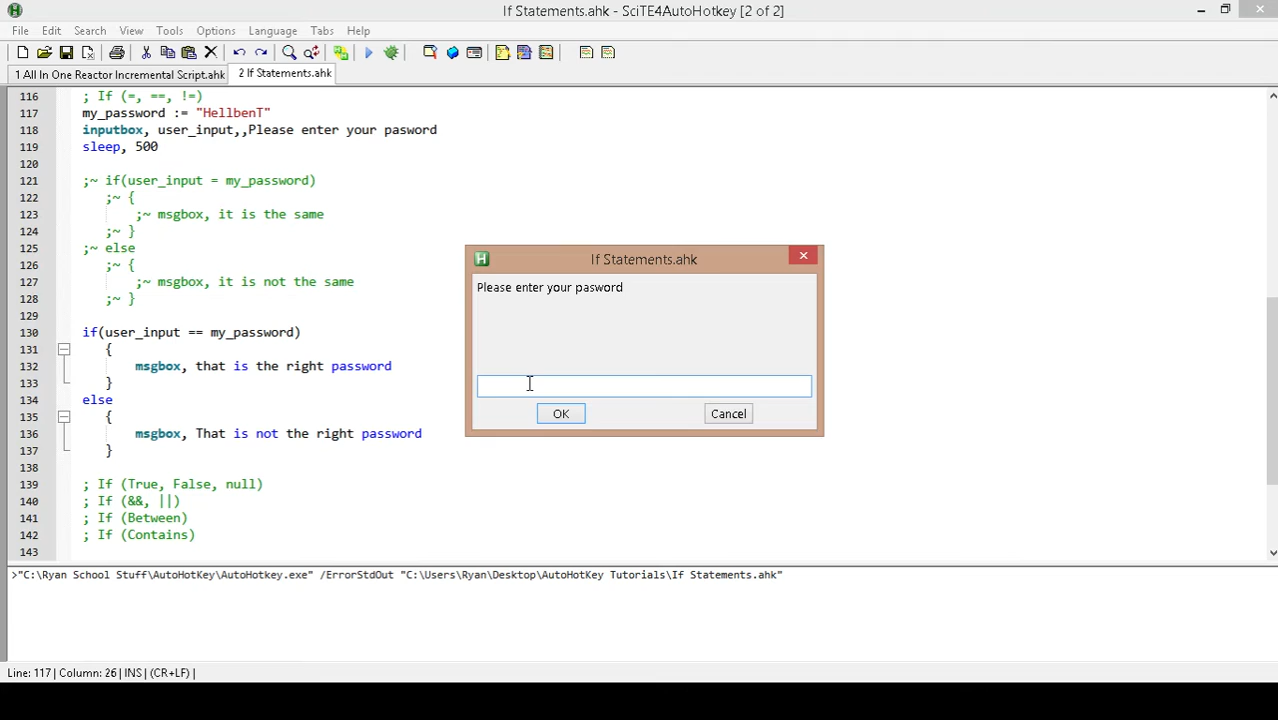 If Statements.ahk - SciTE4AutoHotkey [2 of 2]
File Edit Search View Tools Options Language Tabs Help
1 All In One Reactor Incremental Script.ahk 2 If Statements.ahk
116 ; If (=, ==, !=)
117 my_password := "HellbenT"
118 inputbox, user_input,,Please enter your pasword
119 sleep, 500
120
121 ;~ if(user_input = my_password)
122 ;~ {
123 ;~ msgbox, it is the same
124 ;~ }
125 ;~ else
126 ;~ {
127 ;~ msgbox, it is not the same
128 ;~ }
129
130 if(user_input == my_password)
131 {
132 msgbox, that is the right password
133 }
134 else
135 {
136 msgbox, That is not the right password
137 }
138
139 ; If (True, False, null)
140 ; If (&&, ||)
141 ; If (Between)
142 ; If (Contains)
143
If Statements.ahk
Please enter your pasword
OK Cancel
>"C:\Ryan School Stuff\AutoHotKey\AutoHotkey.exe" /ErrorStdOut "C:\Users\Ryan\Desktop\AutoHotKey Tutorials\If Statements.ahk"
Line: 117 | Column: 26 | INS | (CR+LF) |